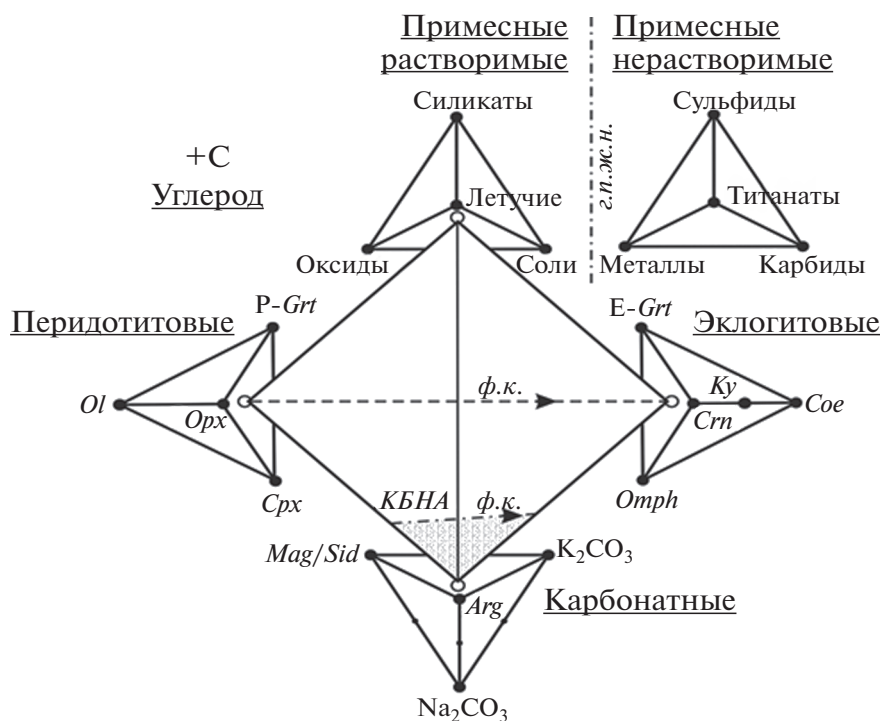 Примесные
растворимые
Примесные
нерастворимые
Силикаты
Сульфиды
+C
Углерод
г.п.ж.н.
Летучие
Титанаты
Оксиды
Соли
Металлы
Карбиды
Перидотитовые
P-Grt
E-Grt
Эклогитовые
Ol
Opx
ф.к.
Ky
Crn
Coe
Cpx
КБНА
ф.к.
Omph
Mag/Sid
K₂CO₃
Arg
Карбонатные
Na₂CO₃